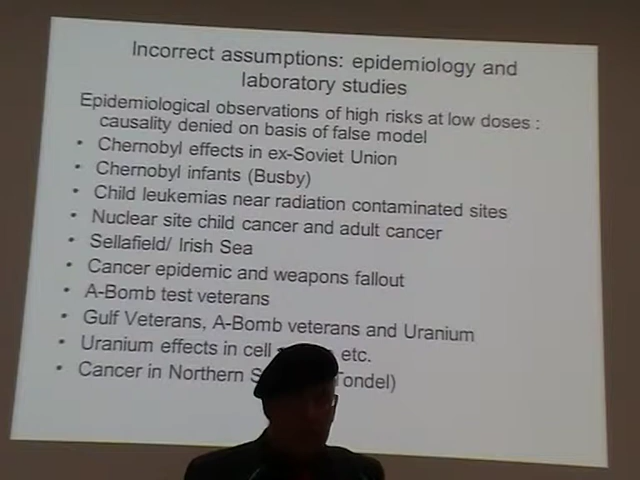 Incorrect assumptions: epidemiology and
laboratory studies
Epidemiological observations of high risks at low doses :
causality denied on basis of false model
• Chernobyl effects in ex-Soviet Union
• Chernobyl infants (Busby)
• Child leukemias near radiation contaminated sites
• Nuclear site child cancer and adult cancer
• Sellafield/ Irish Sea
• Cancer epidemic and weapons fallout
• A-Bomb test veterans
• Gulf Veterans, A-Bomb veterans and Uranium
• Uranium effects in cell etc.
• Cancer in Northern ondel)